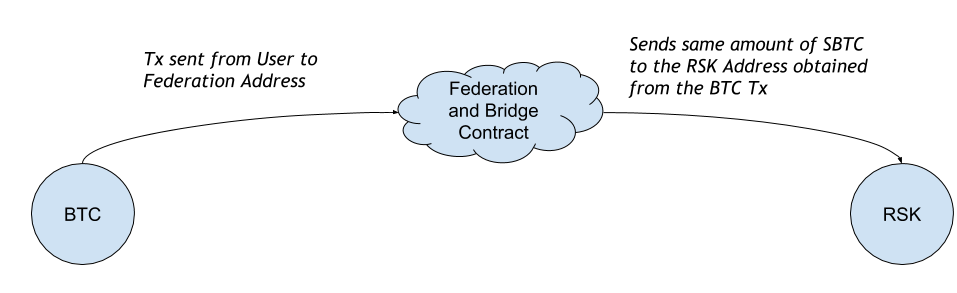 Tx sent from User to
Federation Address
Federation
and Bridge
Contract
Sends same amount of SBTC
to the RSK Address obtained
from the BTC Tx
BTC
RSK